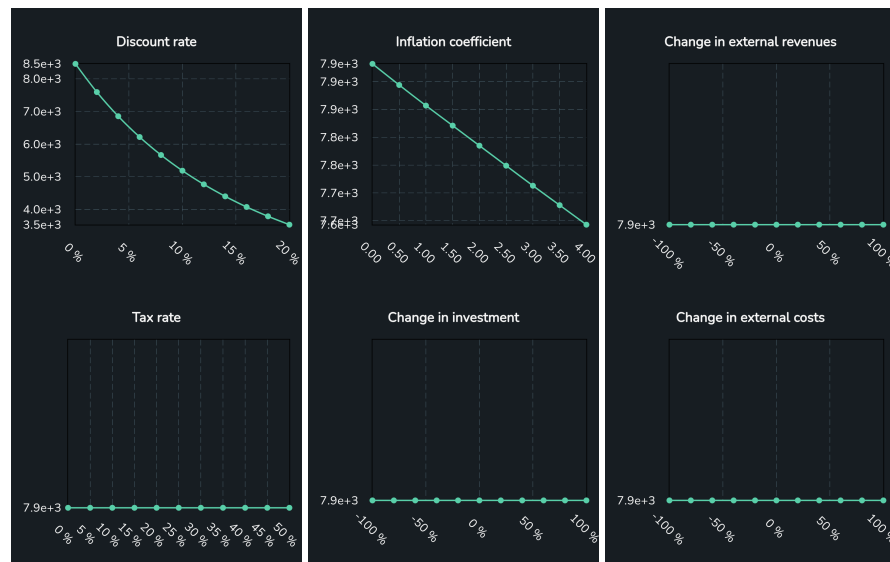 Discount rate
8.5e+3
8.0e+3
7.0e+3
6.0e+3
5.0e+3
4.0e+3
3.5e+3
0 %
5 %
10 %
15 %
20 %
Inflation coefficient
7.9e+3
7.9e+3
7.9e+3
7.8e+3
7.8e+3
7.7e+3
7.7e+3
7.6e+3
0.00
0.50
1.00
1.50
2.00
2.50
3.00
3.50
4.00
Change in external revenues
7.9e+3
-100 %
-50 %
0 %
50 %
100 %
Tax rate
7.9e+3
0 %
5 %
10 %
15 %
20 %
25 %
30 %
35 %
40 %
45 %
50 %
Change in investment
7.9e+3
-100 %
-50 %
0 %
50 %
100 %
Change in external costs
7.9e+3
-100 %
-50 %
0 %
50 %
100 %